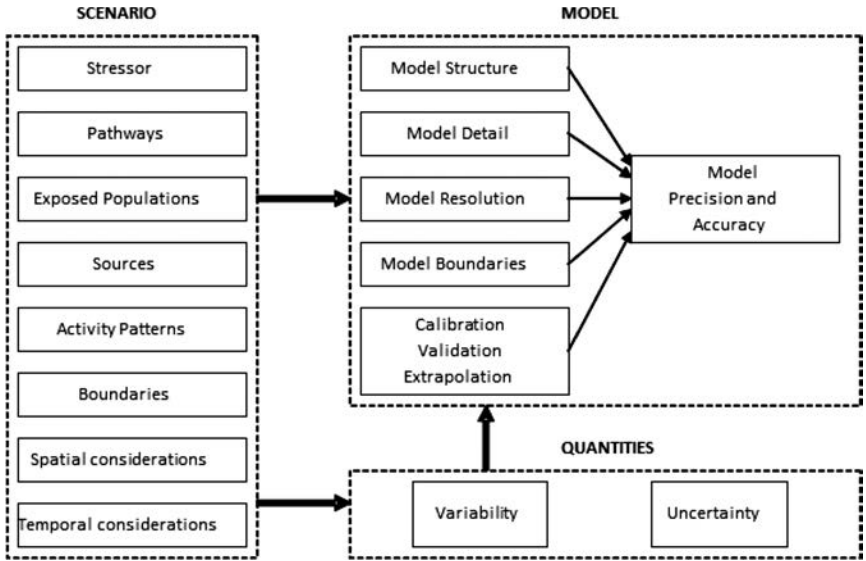 SCENARIO
Stressor
Pathways
Exposed Populations
Sources
Activity Patterns
Boundaries
Spatial considerations
Temporal considerations
MODEL
Model Structure
Model Detail
Model Resolution
Model Boundaries
Calibration
Validation
Extrapolation
Model
Precision and
Accuracy
QUANTITIES
Variability
Uncertainty